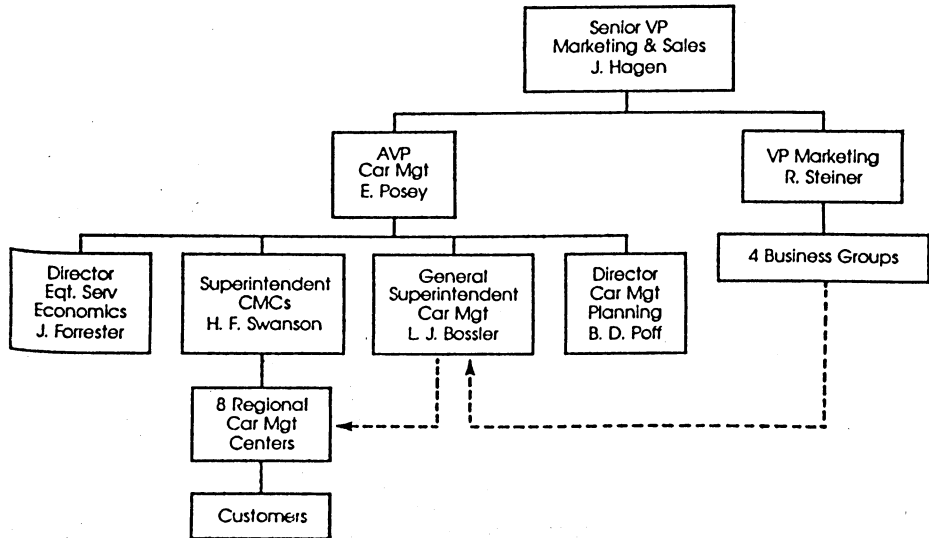 Senior VP
Marketing & Sales
J. Hagen
AVP
Car Mgt
E. Posey
VP Marketing
R. Steiner
Director
Eqt. Serv
Economics
J. Forrester
Superintendent
CMCs
H. F. Swanson
General
Superintendent
Car Mgt
L. J. Bossler
Director
Car Mgt
Planning
B. D. Poff
4 Business Groups
8 Regional
Car Mgt
Centers
Customers